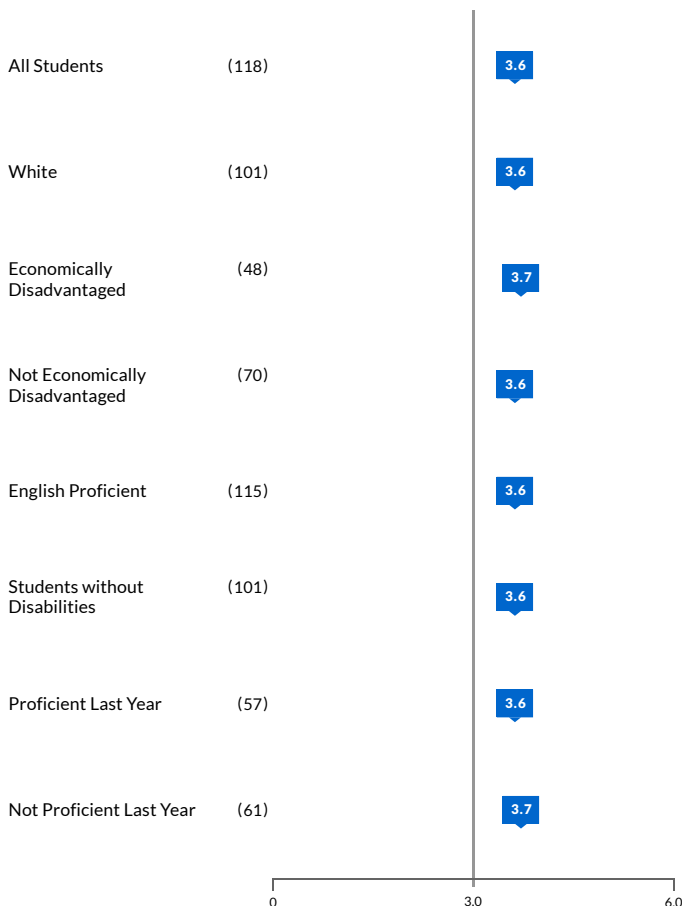 All Students (118) 3.6
White (101) 3.6
Economically (48)
Disadvantaged 3.7
Not Economically (70)
Disadvantaged 3.6
English Proficient (115) 3.6
Students without (101)
Disabilities 3.6
Proficient Last Year (57) 3.6
Not Proficient Last Year (61) 3.7
0 3.0 6.0